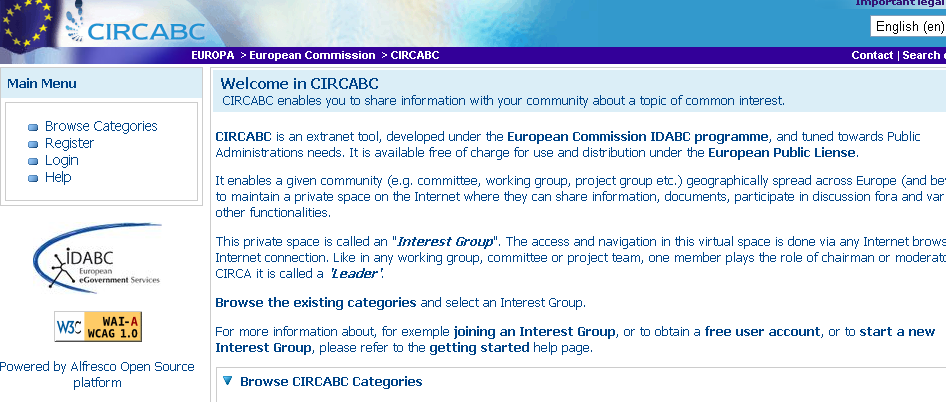 Important legal
CIRCABC
English (en)
EUROPA > European Commission > CIRCABC
Contact | Search
Main Menu
Browse Categories
Register
Login
Help
iDABC
European
eGovernment Services
W3C WAI-A
WCAG 1.0
Powered by Alfresco Open Source
platform
Welcome in CIRCABC
CIRCABC enables you to share information with your community about a topic of common interest.
CIRCABC is an extranet tool, developed under the European Commission IDABC programme, and tuned towards Public
Administrations needs. It is available free of charge for use and distribution under the European Public Liense.
It enables a given community (e.g. committee, working group, project group etc.) geographically spread across Europe (and
to maintain a private space on the Internet where they can share information, documents, participate in discussion fora and
other functionalities.
This private space is called an "Interest Group". The access and navigation in this virtual space is done via any Internet
Internet connection. Like in any working group, committee or project team, one member plays the role of chairman or
CIRCA it is called a 'Leader'.
Browse the existing categories and select an Interest Group.
For more information about, for exemple joining an Interest Group, or to obtain a free user account, or to start a new
Interest Group, please refer to the getting started help page.
Browse CIRCABC Categories